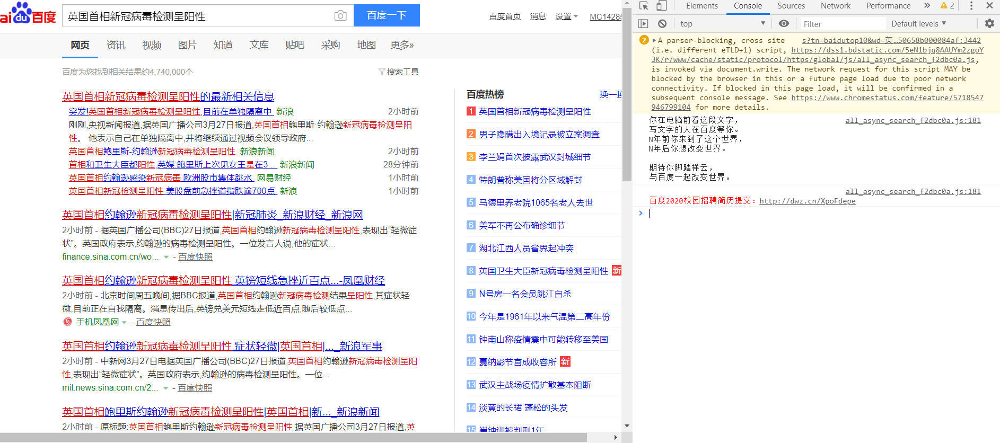 Bai du 百度
英国首相新冠病毒检测呈阳性
百度一下
百度首页 消息 设置 MC1428
网页 资讯 视频 图片 知道 文库 贴吧 采购 地图 更多»
百度为您找到相关结果约4,740,000个
搜索工具
英国首相新冠病毒检测呈阳性的最新相关信息
突发!英国首相新冠病毒检测呈阳性,目前在单独隔离中 新浪 2小时前
刚刚,央视新闻报道,据英国广播公司3月27日报道,英国首相鲍里斯·约翰逊新冠病毒检测呈阳
性。 他表示自己在单独隔离中,并将继续通过视频会议领导政府...
英国首相鲍里斯-约翰逊新冠病毒检测呈阳性 新浪新闻 2小时前
首相和卫生大臣都阳性,英媒:鲍里斯上次见女王是在3... 新浪新闻 28分钟前
英国首相约翰逊感染新冠病毒 欧洲股市集体跳水 网易财经 1小时前
英国首相新冠检测呈阳性 美股盘前急挫道指跌逾700点 新浪 1小时前
英国首相约翰逊新冠病毒检测呈阳性|新冠肺炎_新浪财经_新浪网
2小时前 - 据英国广播公司(BBC)27日报道,英国首相约翰逊新冠病毒检测呈阳性,表现出“轻微症
状”。英国政府表示,约翰逊的病毒检测呈阳性。一位发言人说,他的症状...
finance.sina.com.cn/wo... - 百度快照
英国首相约翰逊新冠病毒检测呈阳性 英镑短线急挫近百点...-凤凰财经
2小时前 - 北京时间周五晚间,据BBC报道,英国首相约翰逊新冠病毒检测结果呈阳性,其症状轻
微,目前正在自我隔离。消息传出后,英镑兑美元短线走低近百点,随后较低点...
手机凤凰网 - 百度快照
英国首相约翰逊新冠病毒检测呈阳性 症状轻微|英国首相|..._新浪军事
2小时前 - 中新网3月27日电据英国广播公司(BBC)27日报道,英国首相约翰逊新冠病毒检测呈阳
性,表现出“轻微症状”。英国政府表示,约翰逊的病毒检测呈阳性。一位...
mil.news.sina.com.cn/2... - 百度快照
英国首相鲍里斯约翰逊新冠病毒检测呈阳性|英国首相|新..._新浪新闻
2小时前 - 原标题:英国首相鲍里斯约翰逊新冠病毒检测呈阳性 据英国广播公司3月27日报道,英
百度热榜 换一换
1 英国首相新冠病毒检测呈阳性
2 男子隐瞒出入境记录被立案调查
3 李兰娟首次披露武汉封城细节
4 特朗普称美国将分区域解封
5 马德里养老院1065名老人去世
6 美军不再公布确诊细节
7 湖北江西人员省界起冲突
8 英国卫生大臣新冠病毒检测呈阳性 新
9 N号房一名会员跳江自杀
10 今年是1961年以来气温第二高年份
11 钟南山称疫情震中可能转移至美国
12 戛纳影节宫成收容所 新
13 武汉主战场疫情扩散基本阻断
14 淡黄的长裙 蓬松的头发
15 崔钟训被判刑1年
Elements Console Sources Network Performance » 2
top Filter Default levels
2 A parser-blocking, cross site s?tn=baidutop10&wd=英…50658b000084af:3442
(i.e. different eTLD+1) script, https://dss1.bdstatic.com/5eN1bjq8AAUYm2zgoY
3K/r/www/cache/static/protocol/https/global/js/all_async_search_f2dbc0a.js,
is invoked via document.write. The network request for this script MAY be
blocked by the browser in this or a future page load due to poor network
connectivity. If blocked in this page load, it will be confirmed in a
subsequent console message. See https://www.chromestatus.com/feature/5718547
946799104 for more details.
你在电脑前看这段文字， all_async_search_f2dbc0a.js:181
写文字的人在百度等你。
N年前你来到了这个世界，
N年后你想改变世界。
期待你脚踏祥云，
与百度一起改变世界。
all_async_search_f2dbc0a.js:181
百度2020校园招聘简历提交：http://dwz.cn/XpoFdepe